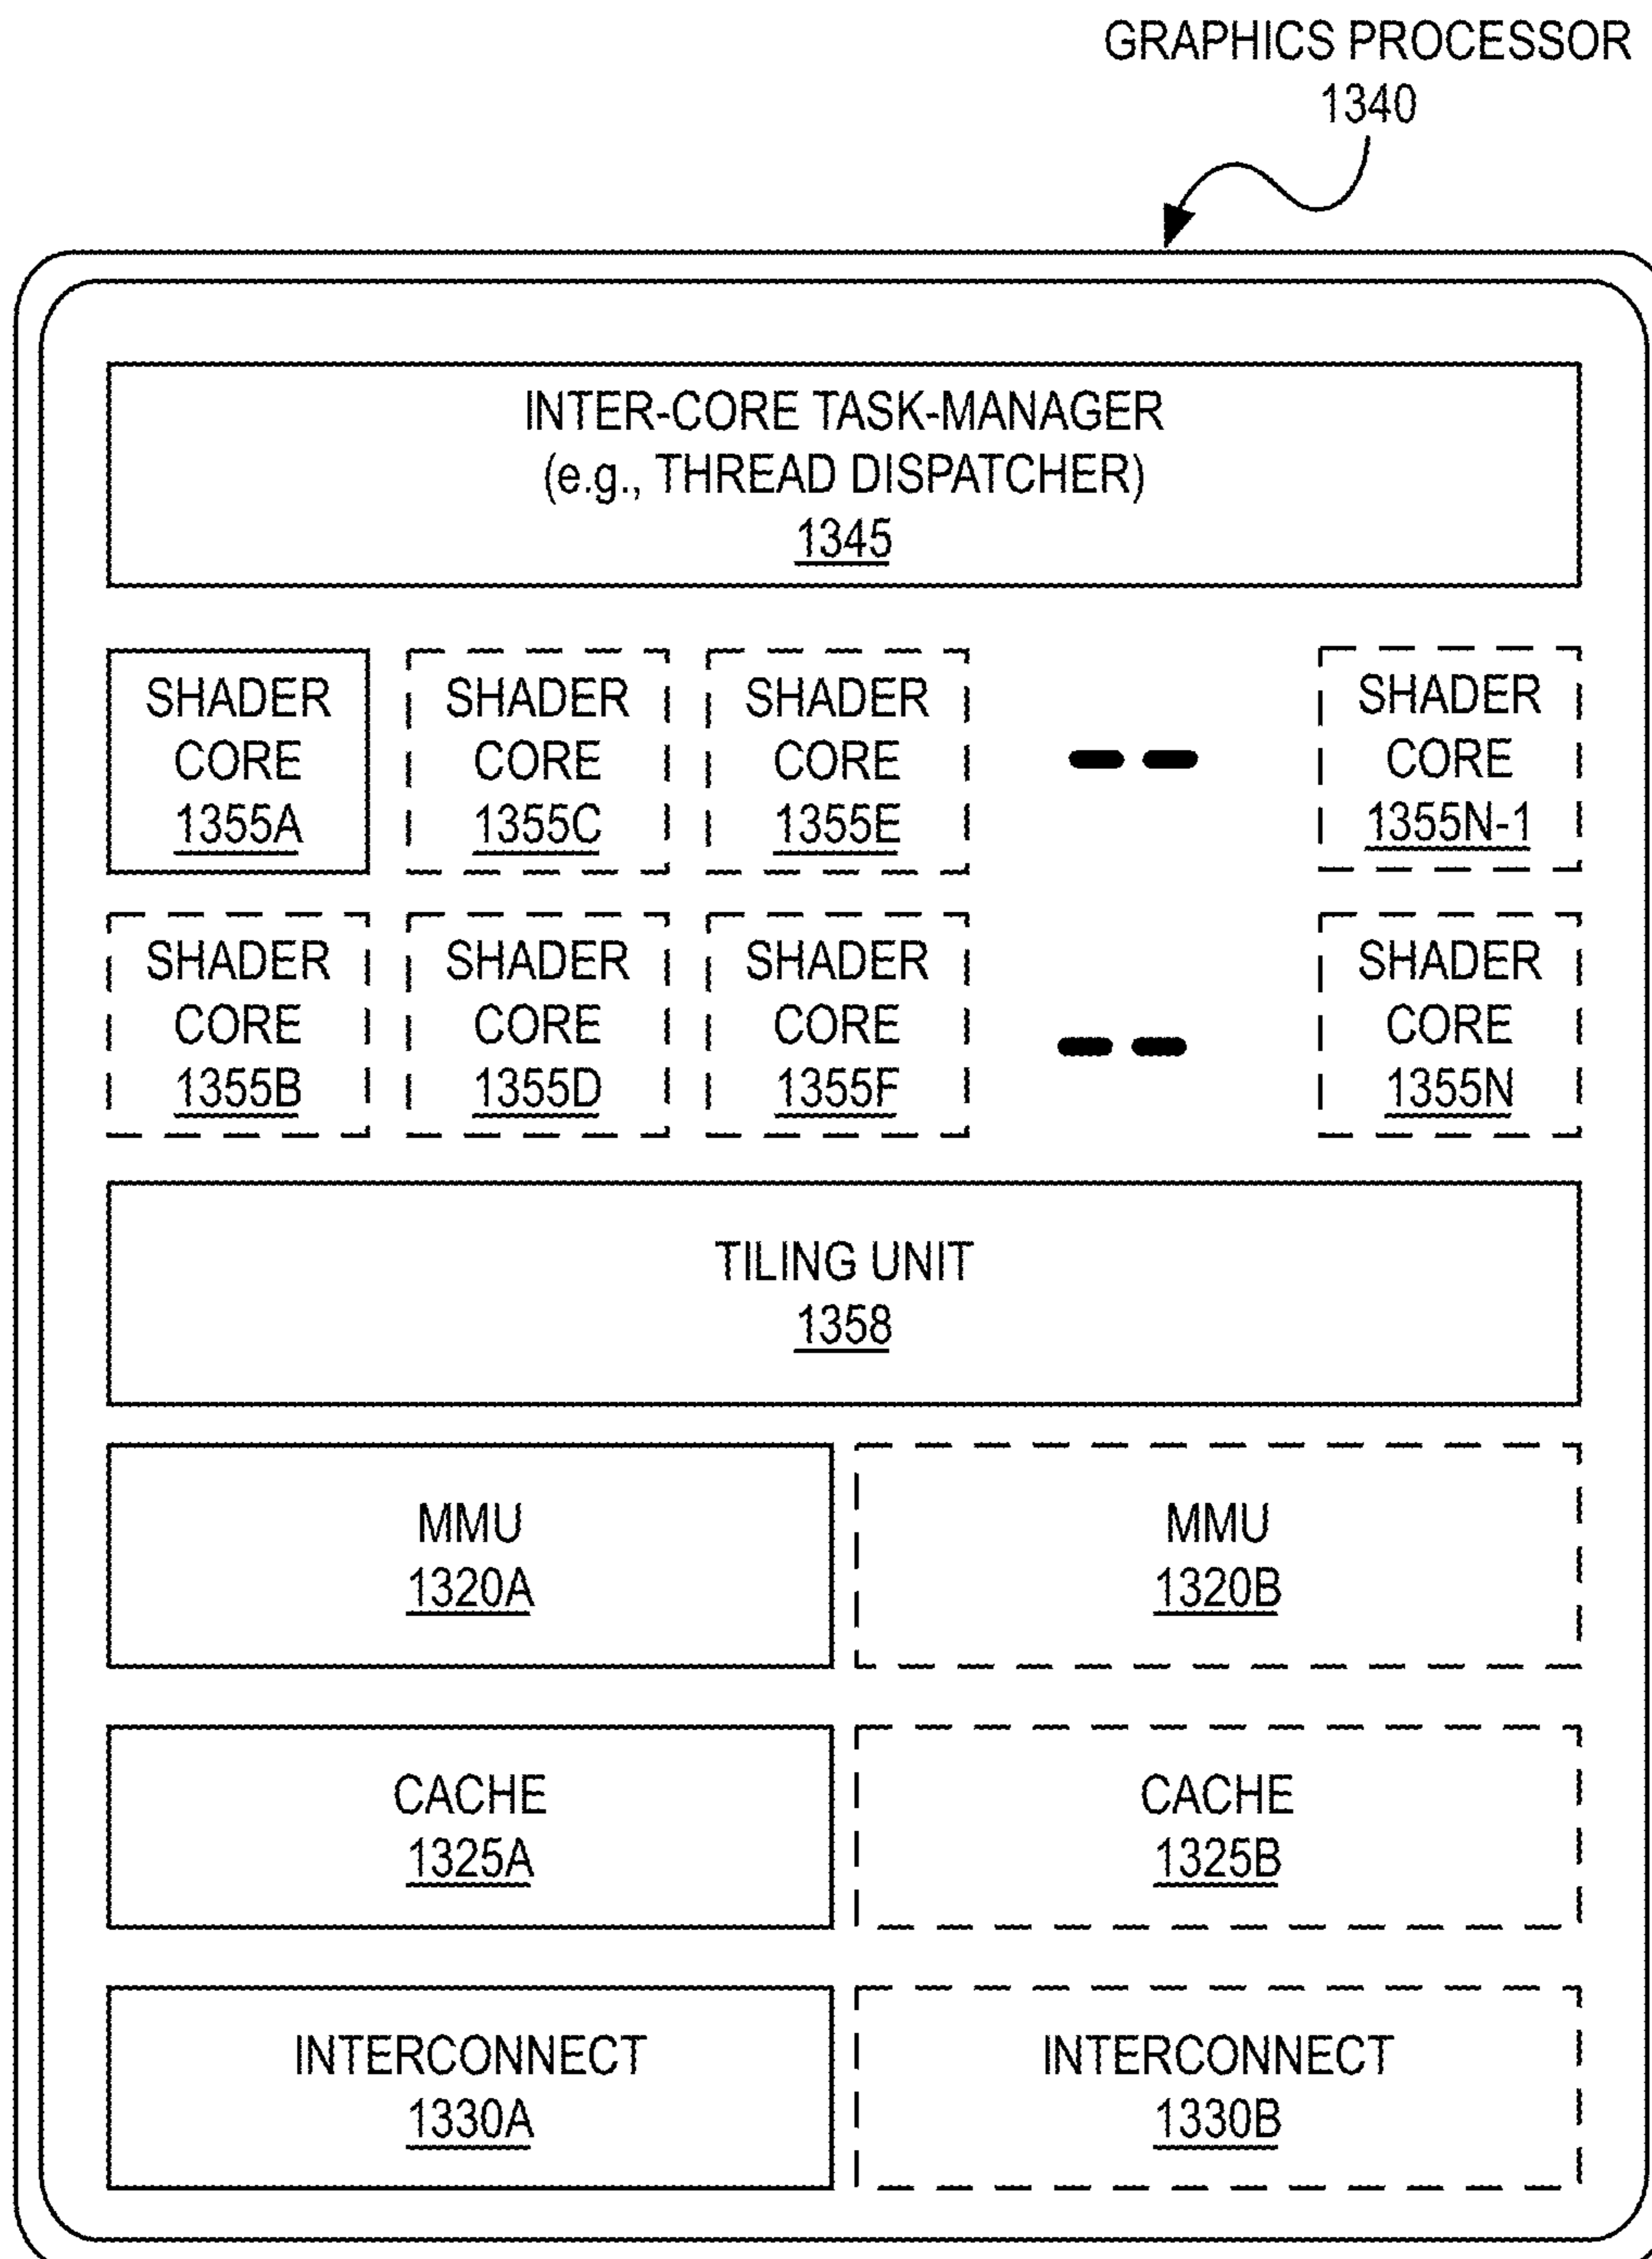 GRAPHICS PROCESSOR
1340
INTER-CORE TASK-MANAGER
(e.g., THREAD DISPATCHER)
1345
SHADER
CORE
1355A
SHADER
CORE
1355C
SHADER
CORE
1355E
SHADER
CORE
1355N-1
SHADER
CORE
1355B
SHADER
CORE
1355D
SHADER
CORE
1355F
SHADER
CORE
1355N
TILING UNIT
1358
MMU
1320A
MMU
1320B
CACHE
1325A
CACHE
1325B
INTERCONNECT
1330A
INTERCONNECT
1330B